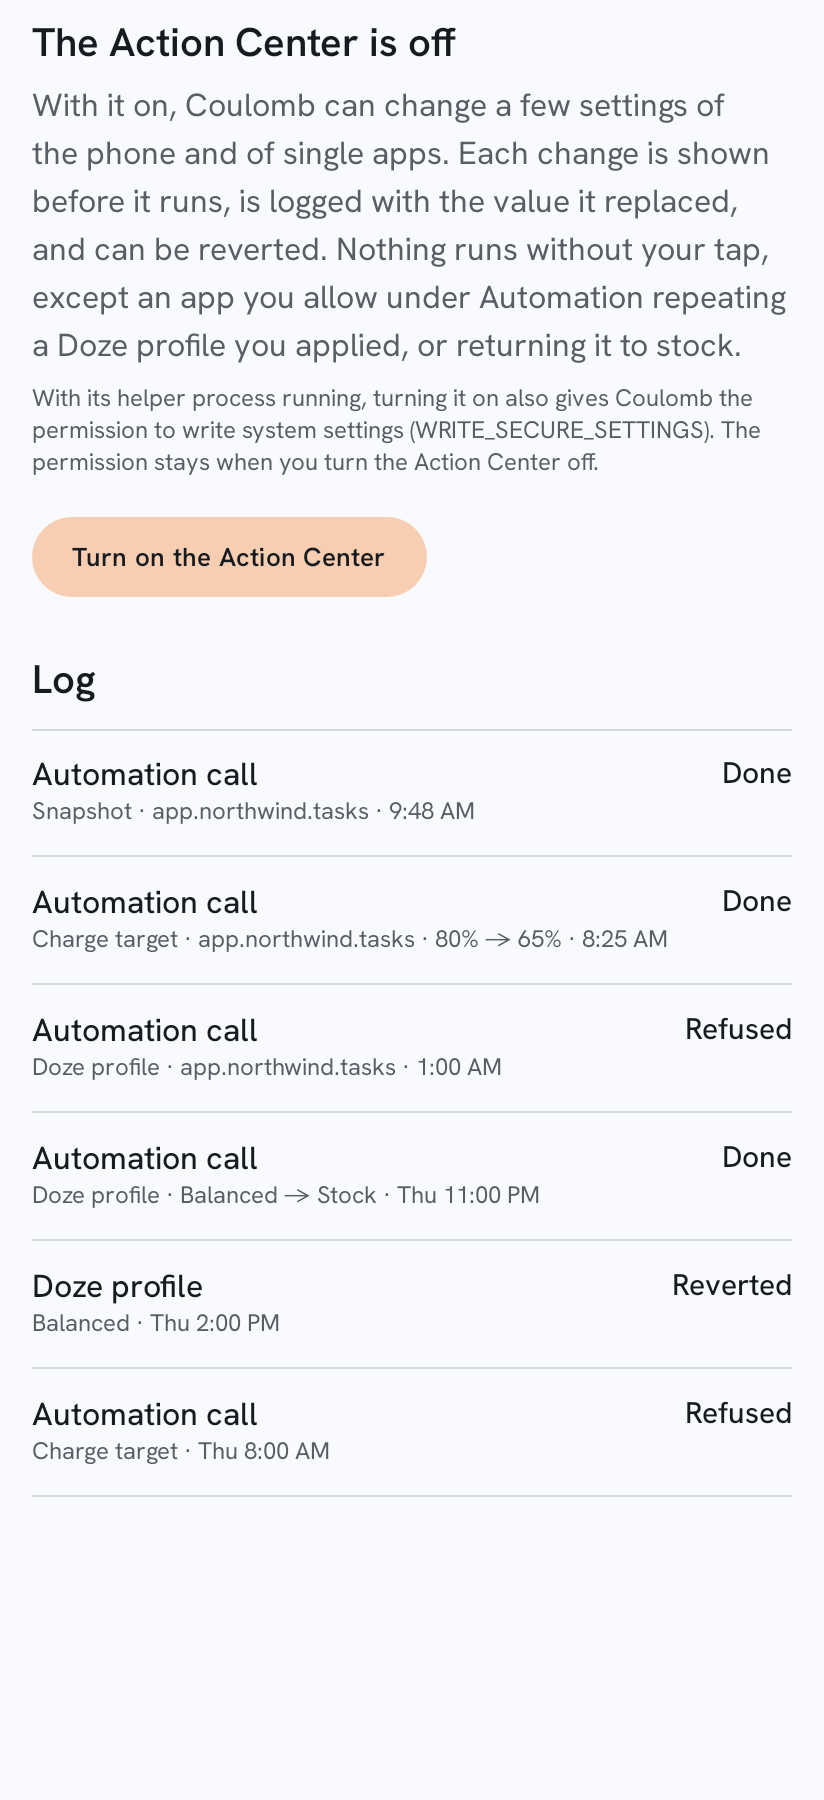 The Action Center is off
With it on, Coulomb can change a few settings of
the phone and of single apps. Each change is shown
before it runs, is logged with the value it replaced,
and can be reverted. Nothing runs without your tap,
except an app you allow under Automation repeating
a Doze profile you applied, or returning it to stock.
With its helper process running, turning it on also gives Coulomb the
permission to write system settings (WRITE_SECURE_SETTINGS). The
permission stays when you turn the Action Center off.
Turn on the Action Center
Log
Automation call Done
Snapshot · app.northwind.tasks · 9:48 AM
Automation call Done
Charge target · app.northwind.tasks · 80% → 65% · 8:25 AM
Automation call Refused
Doze profile · app.northwind.tasks · 1:00 AM
Automation call Done
Doze profile · Balanced → Stock · Thu 11:00 PM
Doze profile Reverted
Balanced · Thu 2:00 PM
Automation call Refused
Charge target · Thu 8:00 AM